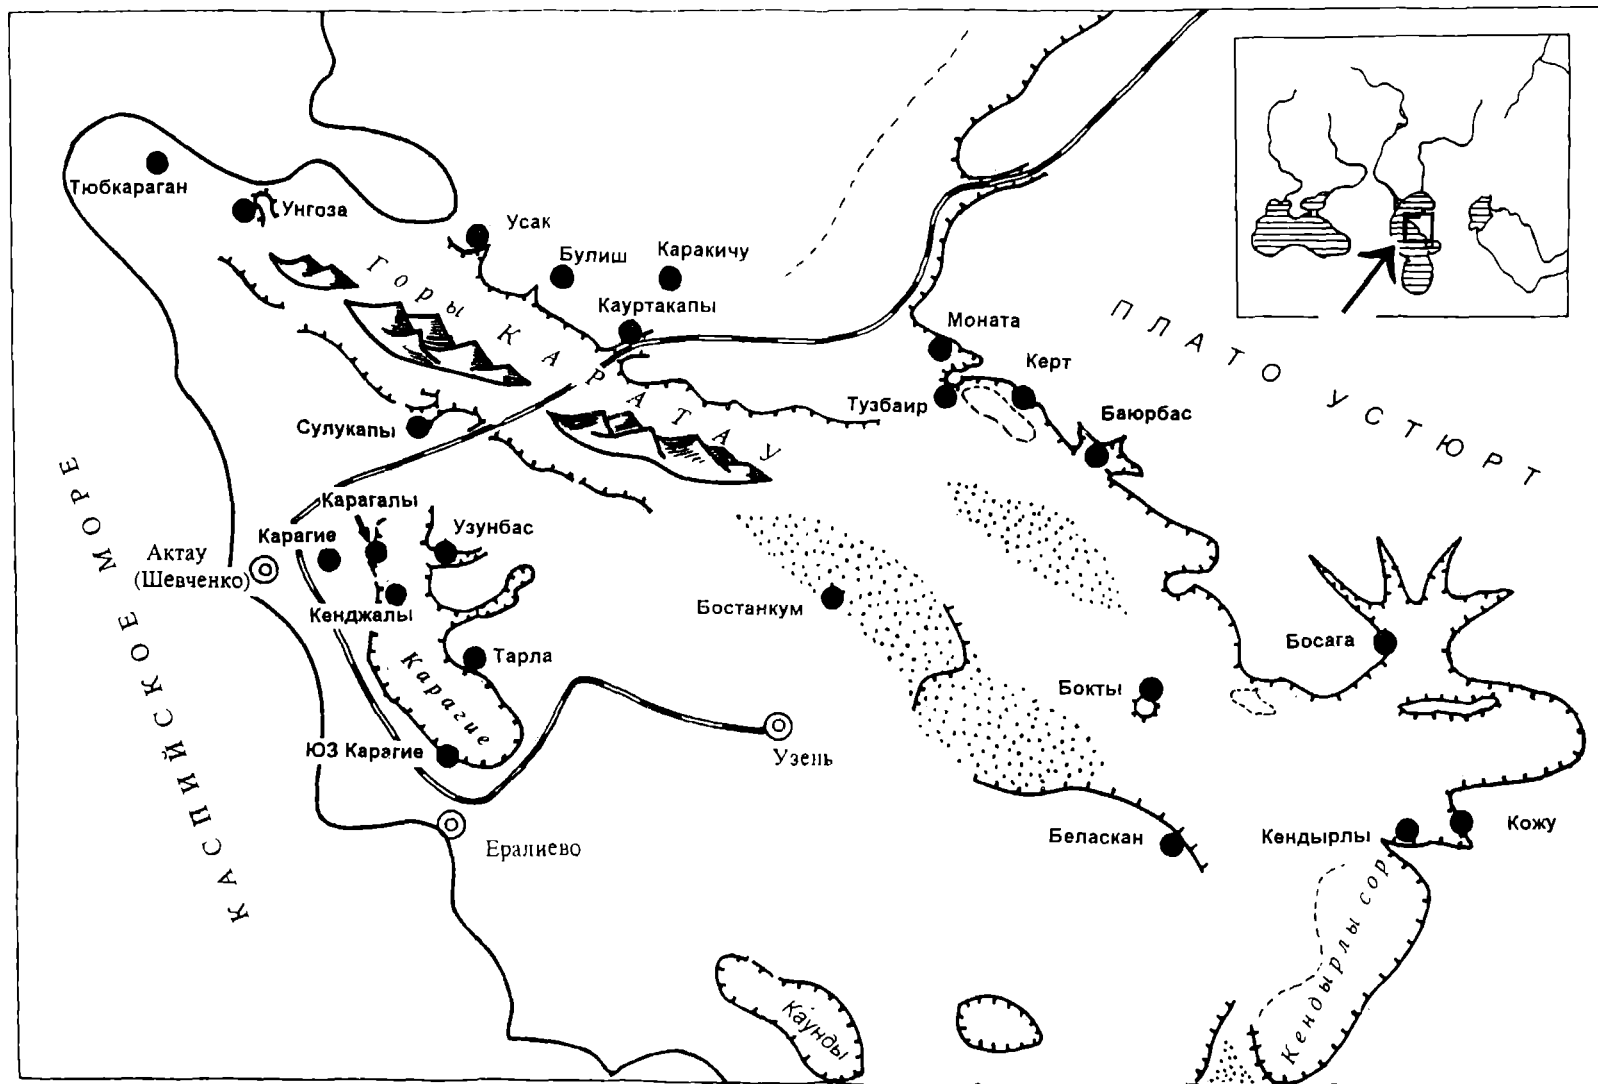 Тюбкараган
Унгоза
Усак
Булиш
Каракичу
Кауртакапы
Горы КАРАТАУ
Моната
Керт
ПЛАТО УСТЮРТ
Тузбаир
Баюрбас
Сулукапы
КАСПИЙСКОЕ МОРЕ
Карагалы
Карагие
Узунбас
Актау
(Шевченко)
Кенджалы
Бостанкум
Тарла
Карагие
Босага
Бокты
ЮЗ Карагие
Узень
Ералиево
Беласкан
Кендырлы
Кожу
Кендырлы сор
Каунды